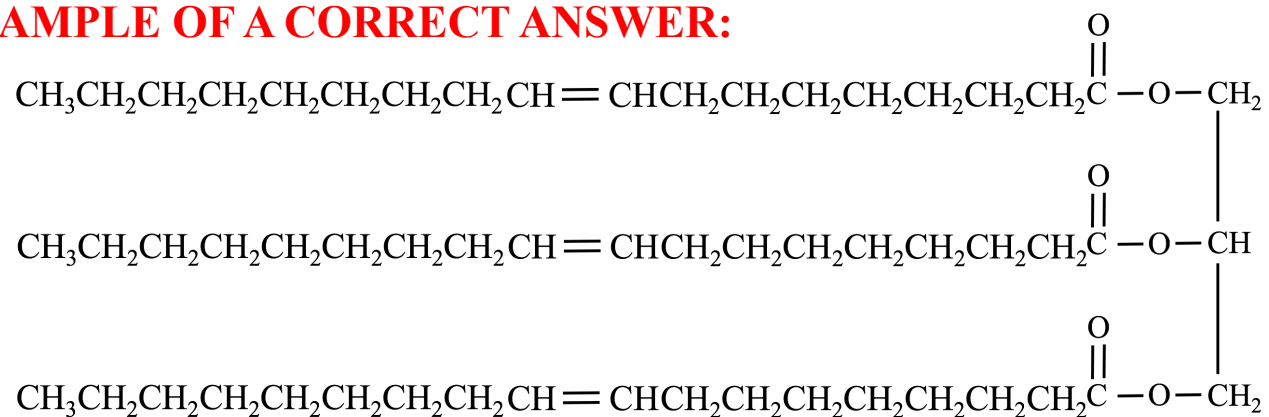 AMPLE OF A CORRECT ANSWER:
O
CH₃CH₂CH₂CH₂CH₂CH₂CH₂CH₂CH=CHCH₂CH₂CH₂CH₂CH₂CH₂CH₂C–O–CH₂
O
CH₃CH₂CH₂CH₂CH₂CH₂CH₂CH₂CH=CHCH₂CH₂CH₂CH₂CH₂CH₂CH₂C–O–CH
O
CH₃CH₂CH₂CH₂CH₂CH₂CH₂CH₂CH=CHCH₂CH₂CH₂CH₂CH₂CH₂CH₂C–O–CH₂